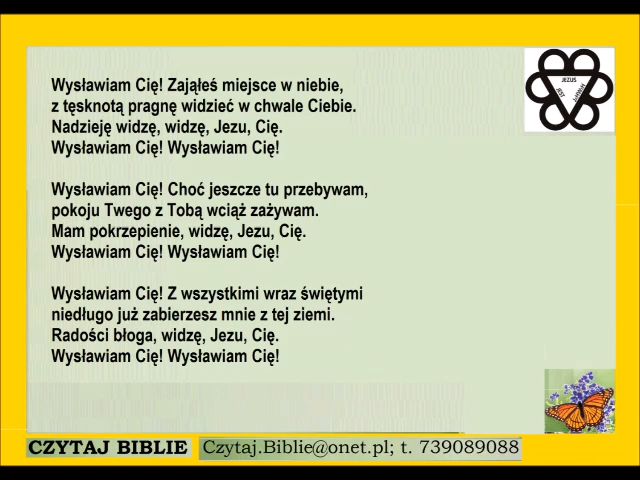 Wysławiam Cię! Zająłeś miejsce w niebie,
z tęsknotą pragnę widzieć w chwale Ciebie.
Nadzieję widzę, widzę, Jezu, Cię.
Wysławiam Cię! Wysławiam Cię!
Wysławiam Cię! Choć jeszcze tu przebywam,
pokoju Twego z Tobą wciąż zażywam.
Mam pokrzepienie, widzę, Jezu, Cię.
Wysławiam Cię! Wysławiam Cię!
Wysławiam Cię! Z wszystkimi wraz świętymi
niedługo już zabierzesz mnie z tej ziemi.
Radości błoga, widzę, Jezu, Cię.
Wysławiam Cię! Wysławiam Cię!
JEZUS
JEST
CZYTAJ BIBLIE Czytaj.Biblie@onet.pl; t. 739089088